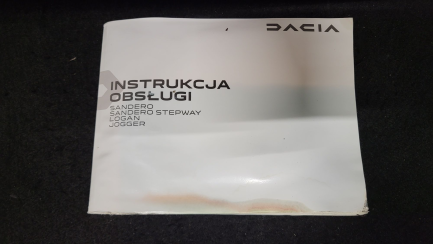 DACIA
INSTRUKCJA
OBSŁUGI
SANDERO
SANDERO STEPWAY
LOGAN
JOGGER